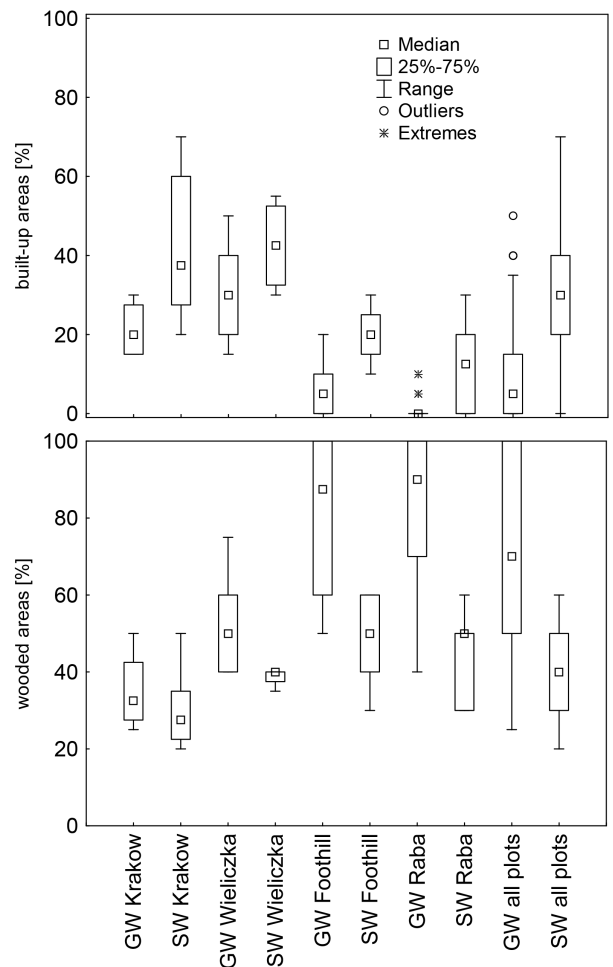 100
80
60
40
20
0
built-up areas [%]
Median
25%-75%
Range
Outliers
Extremes
100
80
60
40
20
0
wooded areas [%]
GW Krakow
SW Krakow
GW Wieliczka
SW Wieliczka
GW Foothill
SW Foothill
GW Raba
SW Raba
GW all plots
SW all plots